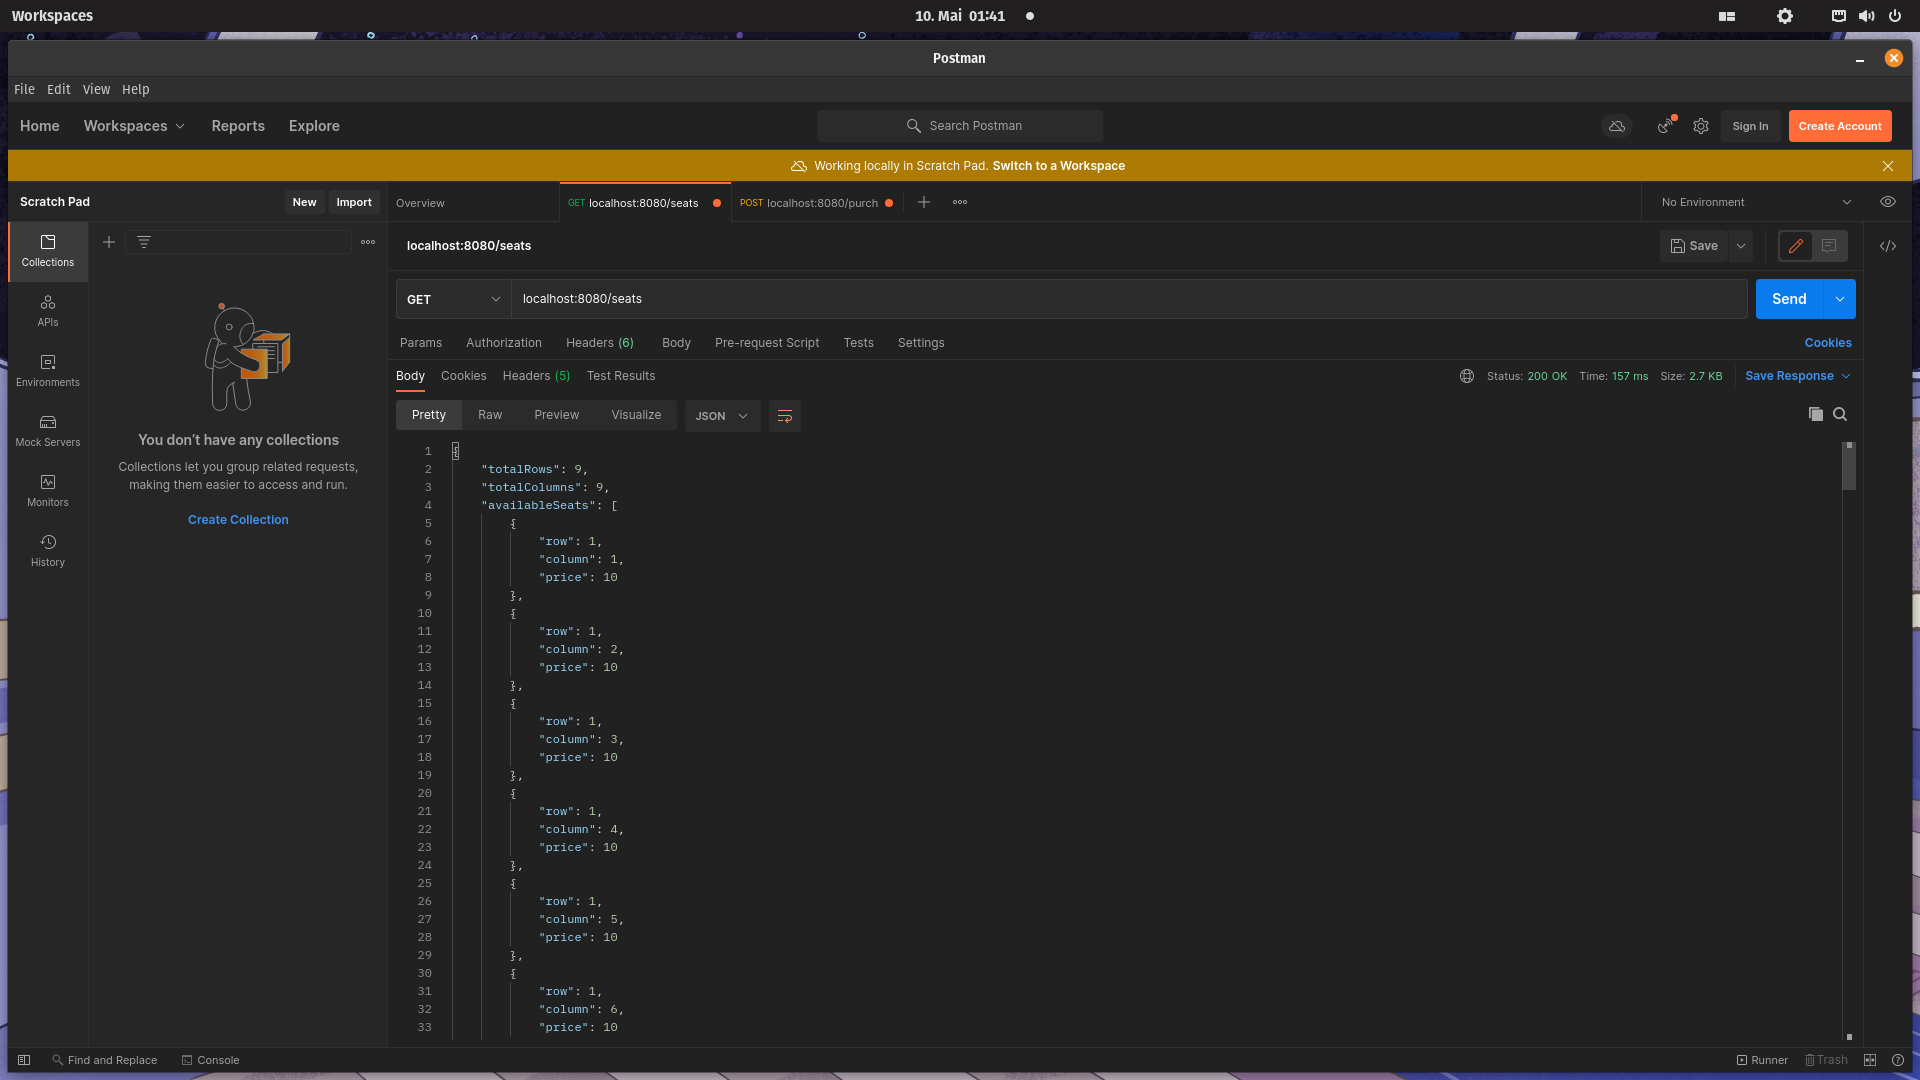 Workspaces
10. Mai 01:41
Postman
File Edit View Help
Home Workspaces Reports Explore
Search Postman
Sign In
Create Account
Working locally in Scratch Pad. Switch to a Workspace
Scratch Pad
New Import
Overview
GET localhost:8080/seats
POST localhost:8080/purch
No Environment
Collections
APIs
Environments
Mock Servers
Monitors
History
You don't have any collections
Collections let you group related requests,
making them easier to access and run.
Create Collection
localhost:8080/seats
Save
GET localhost:8080/seats
Send
Params Authorization Headers (6) Body Pre-request Script Tests Settings
Cookies
Body Cookies Headers (5) Test Results
Status: 200 OK Time: 157 ms Size: 2.7 KB Save Response
Pretty Raw Preview Visualize JSON
1 {
2 "totalRows": 9,
3 "totalColumns": 9,
4 "availableSeats": [
5 {
6 "row": 1,
7 "column": 1,
8 "price": 10
9 },
10 {
11 "row": 1,
12 "column": 2,
13 "price": 10
14 },
15 {
16 "row": 1,
17 "column": 3,
18 "price": 10
19 },
20 {
21 "row": 1,
22 "column": 4,
23 "price": 10
24 },
25 {
26 "row": 1,
27 "column": 5,
28 "price": 10
29 },
30 {
31 "row": 1,
32 "column": 6,
33 "price": 10
Find and Replace Console
Runner Trash